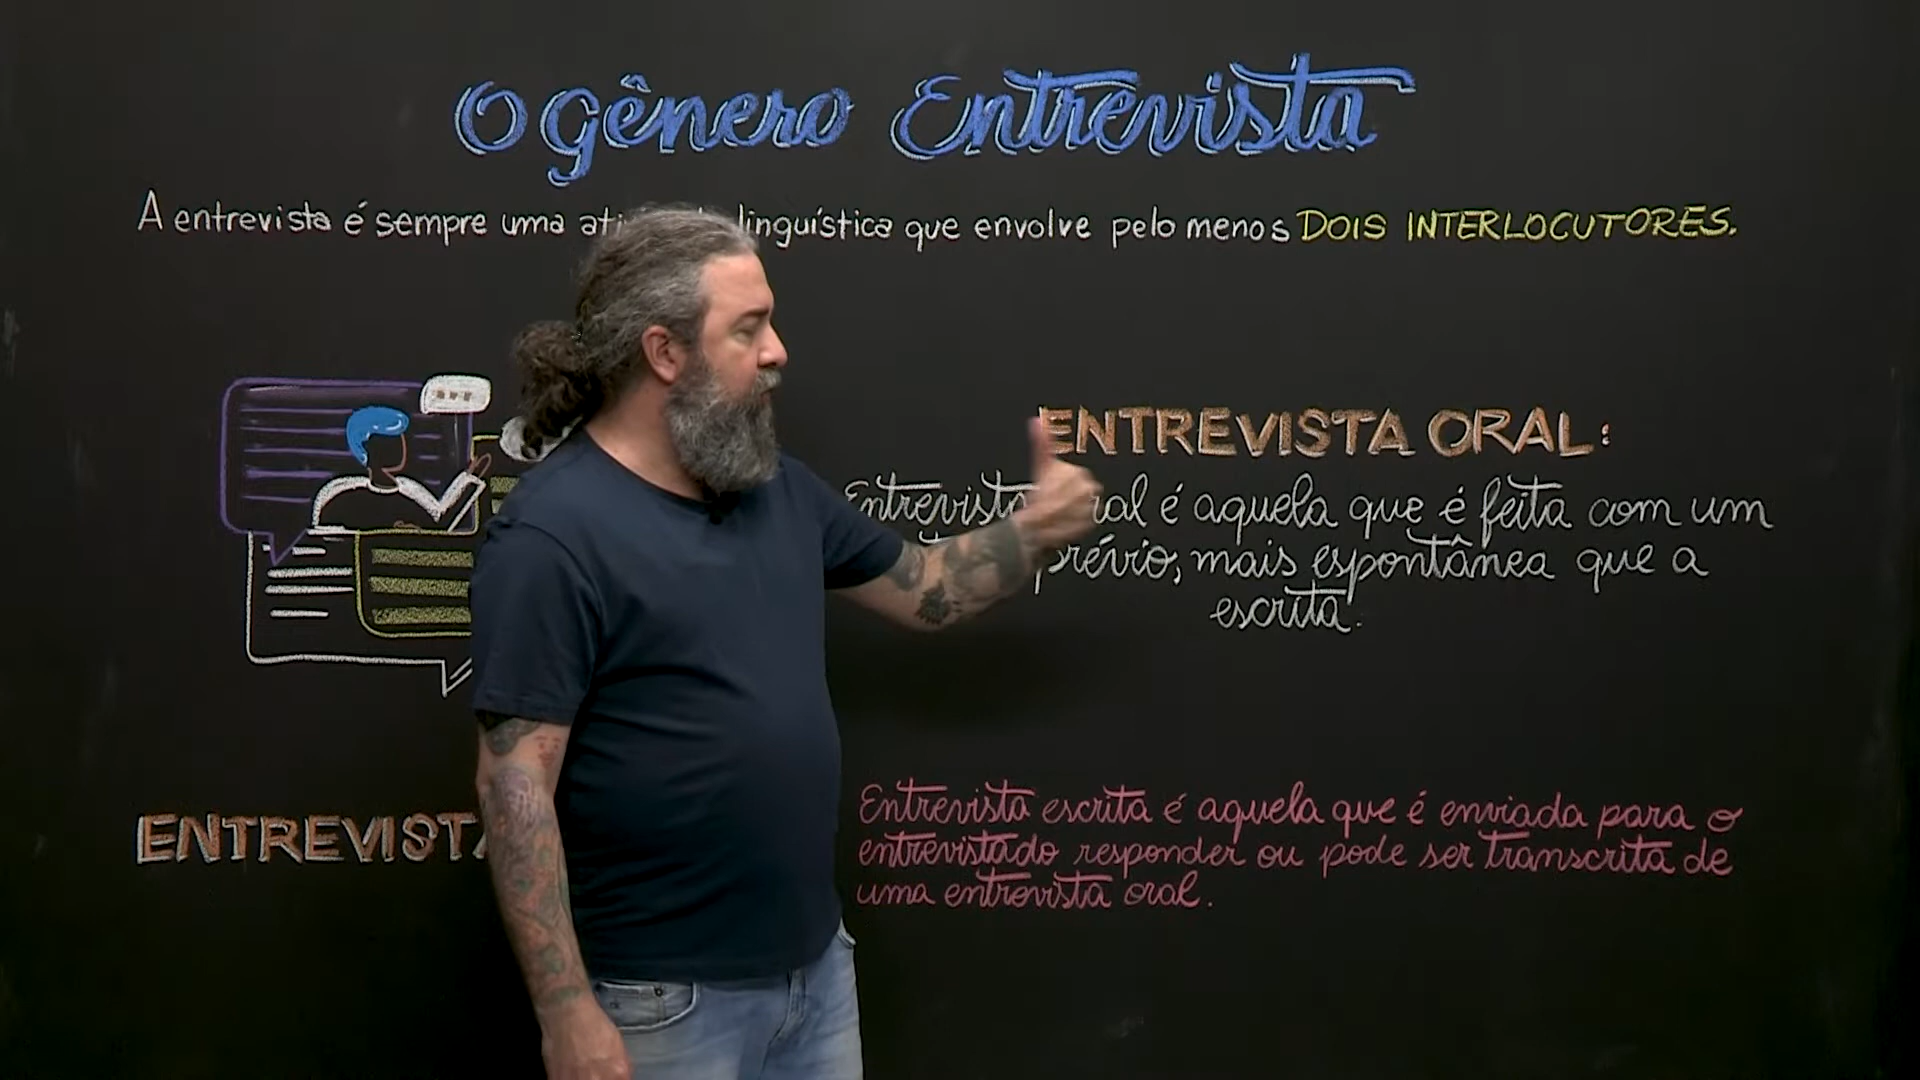 O Gênero Entrevista
A entrevista é sempre uma linguística que envolve pelo menos DOIS INTERLOCUTORES.
ENTREVISTA ORAL:
Entrevista oral é aquela que é feita com um
prévio, mais espontânea que a
escrita.
Entrevista escrita é aquela que é enviada para o
entrevistado responder ou pode ser transcrita de
uma entrevista oral.
ENTREVISTA